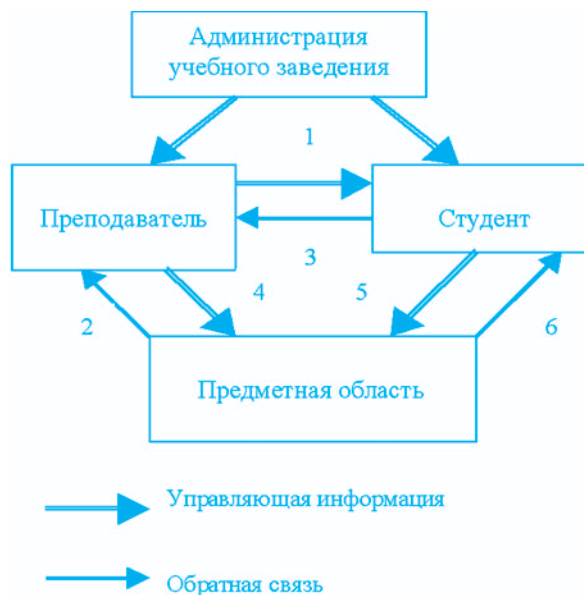 Администрация
учебного заведения
1
Преподаватель
Студент
3
4
5
2
6
Предметная область
Управляющая информация
Обратная связь